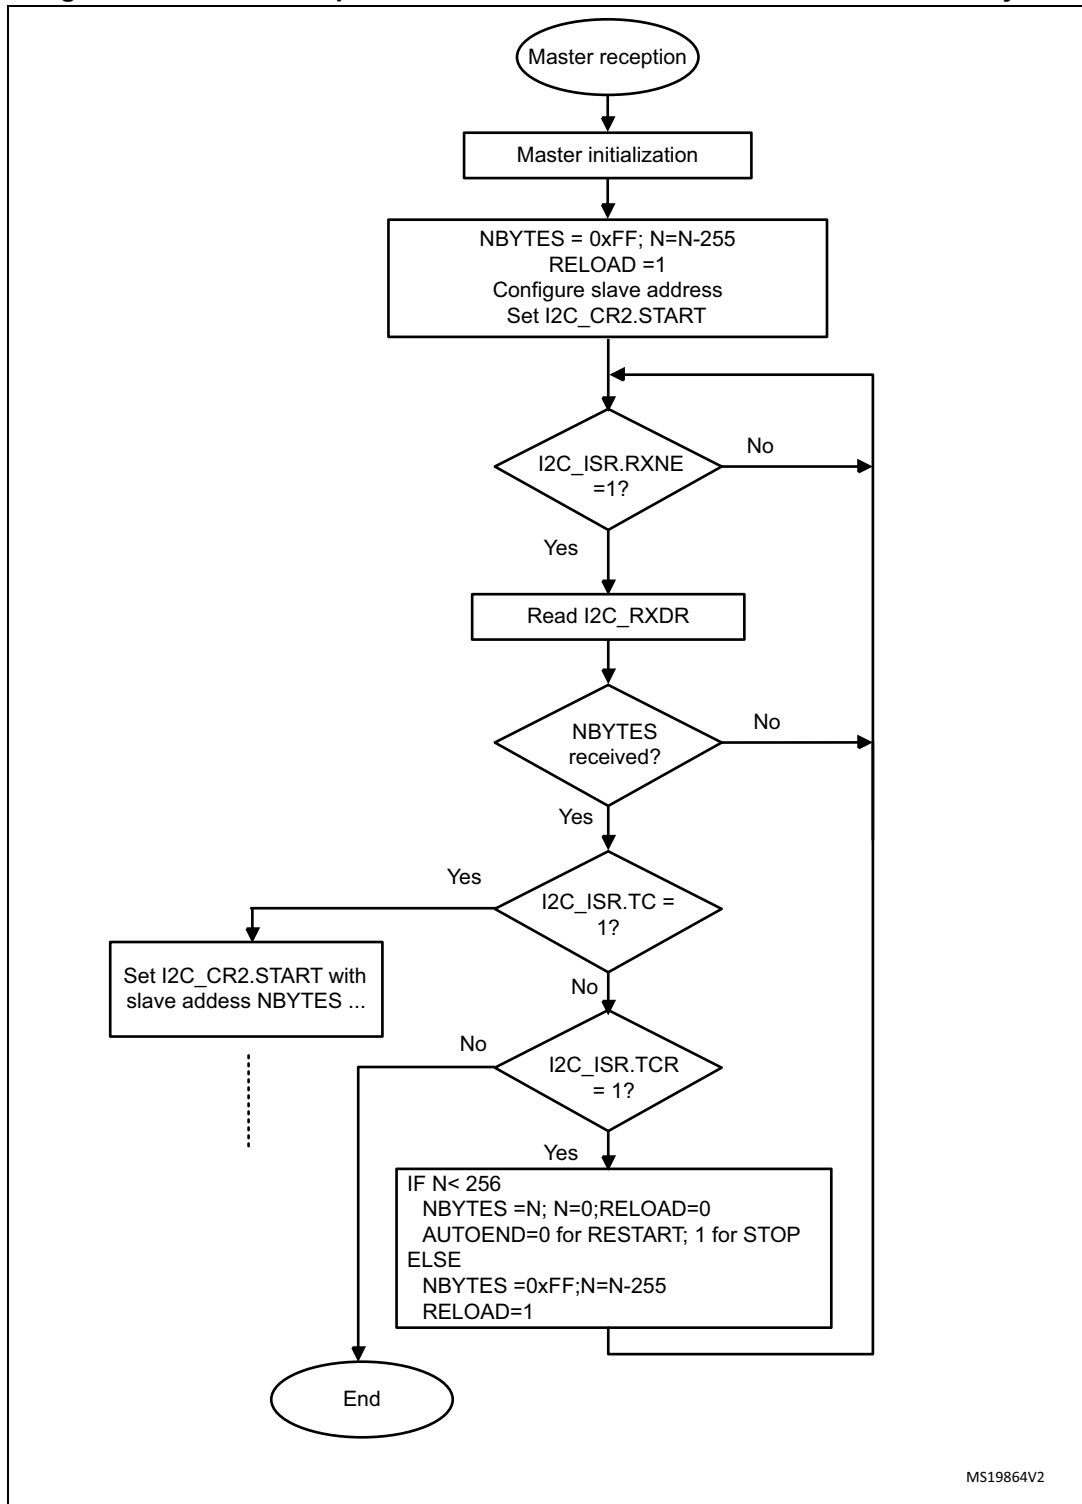 Master reception
Master initialization
NBYTES = 0xFF; N=N-255
RELOAD =1
Configure slave address
Set I2C_CR2.START
I2C_ISR.RXNE
=1?
No
Yes
Read I2C_RXDR
NBYTES
received?
No
Yes
I2C_ISR.TC =
1?
Yes
Set I2C_CR2.START with
slave addess NBYTES ...
No
I2C_ISR.TCR
= 1?
No
Yes
IF N< 256
NBYTES =N; N=0;RELOAD=0
AUTOEND=0 for RESTART; 1 for STOP
ELSE
NBYTES =0xFF;N=N-255
RELOAD=1
End
MS19864V2